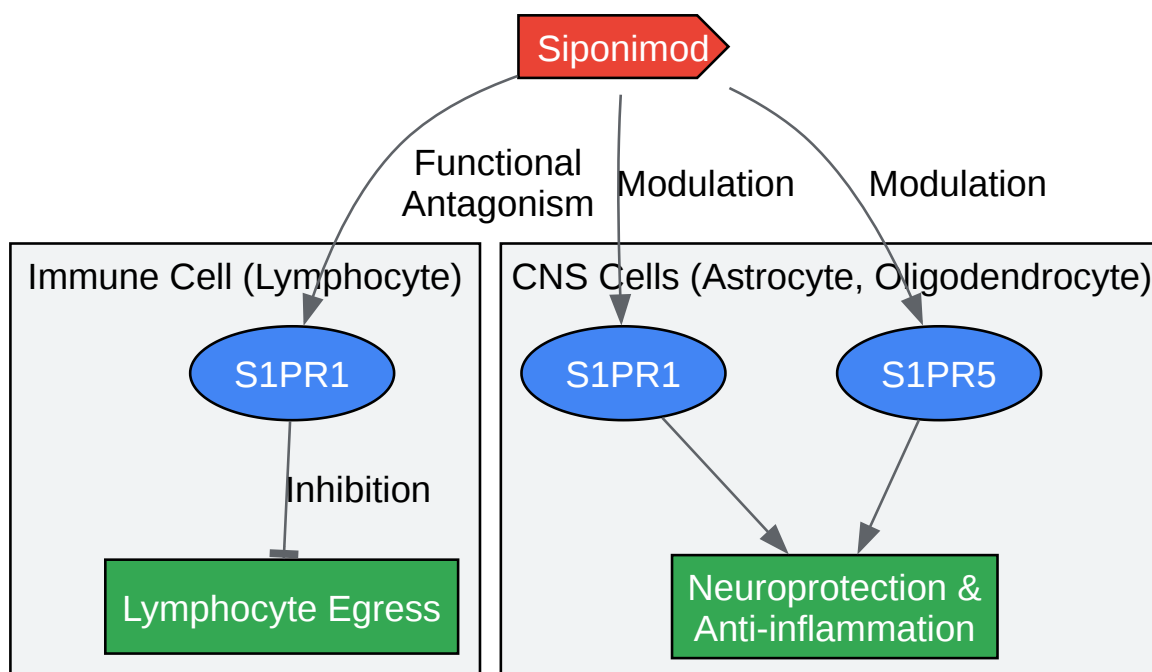 Siponimod
Functional
Antagonism
Modulation
Modulation
Immune Cell (Lymphocyte)
CNS Cells (Astrocyte, Oligodendrocyte)
S1PR1
S1PR1
S1PR5
Inhibition
Lymphocyte Egress
Neuroprotection &
Anti-inflammation